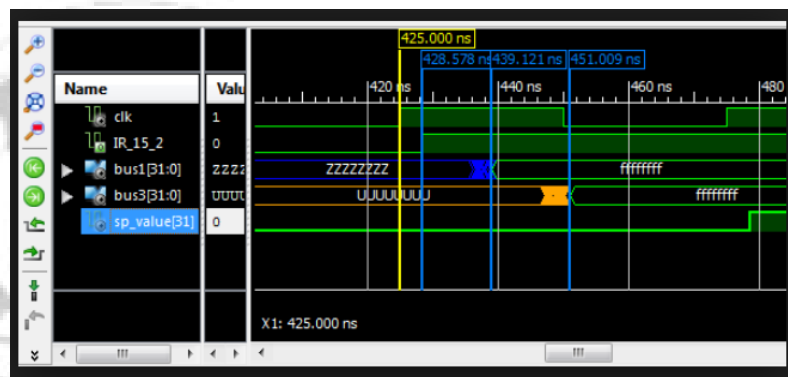 425.000 ns
428.578 ns 439.121 ns 451.009 ns
Name Valu
420 ns 440 ns 460 ns 480
clk 1
IR_15_2 0
bus1[31:0] ZZZZ ZZZZZZZZ ffffffff
bus3[31:0] UUUU UUUUUUUU ffffffff
sp_value[31] 0
X1: 425.000 ns